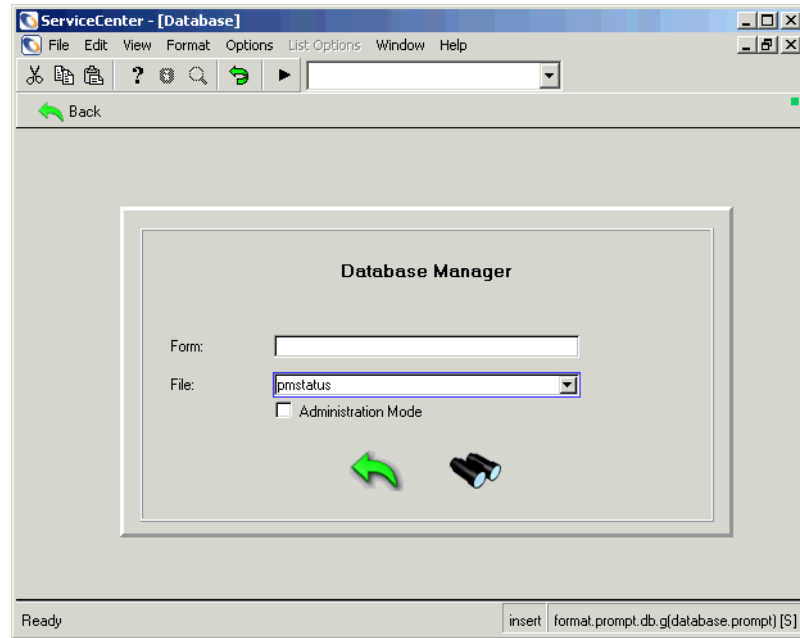 ServiceCenter - [Database]
File Edit View Format Options List Options Window Help
?
Back
Database Manager
Form:
File: pmstatus
Administration Mode
Ready insert format.prompt.db.g(database.prompt) [S]